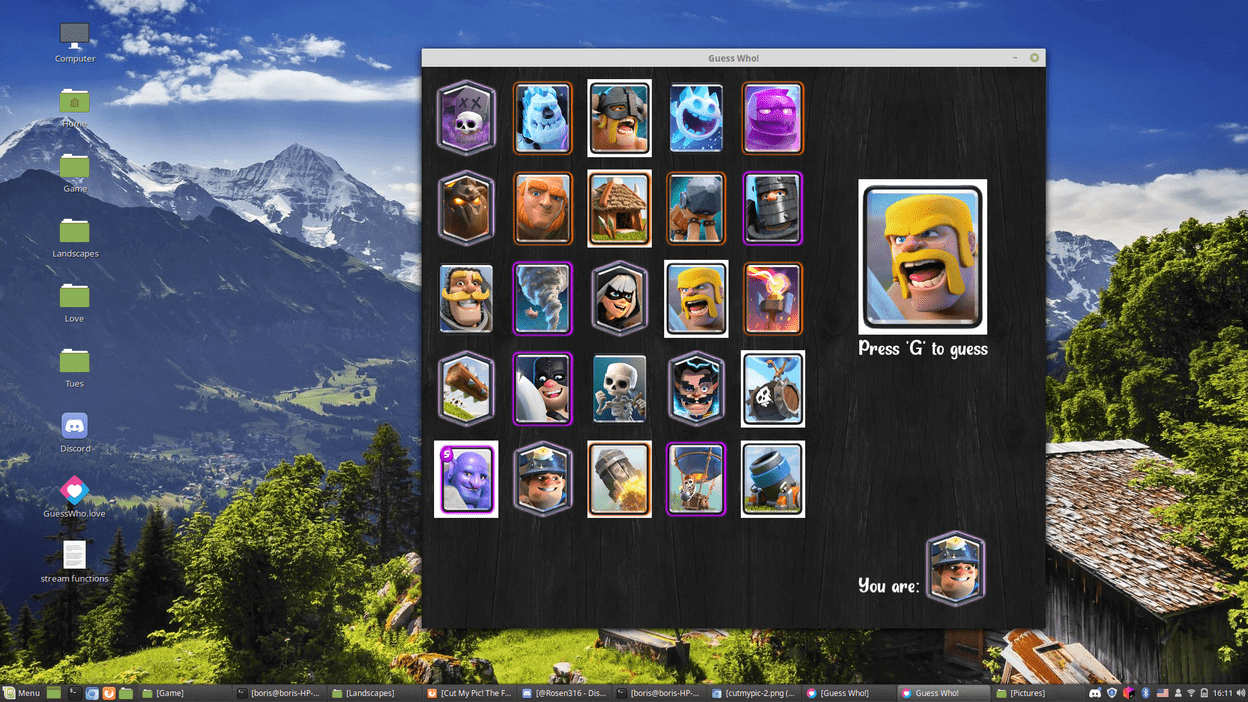 Computer
Home
Game
Landscapes
Love
Tues
Discord
GuessWho.love
stream functions
Guess Who!
XX
5
Press 'G' to guess
You are:
Menu
[Game]
[boris@boris-HP-...
[Landscapes]
[Cut My Pic! The F...
[@Rosen316 - Dis...
[boris@boris-HP-...
[cutmypic-2.png (...
[Guess Who!]
Guess Who!
[Pictures]
16:11